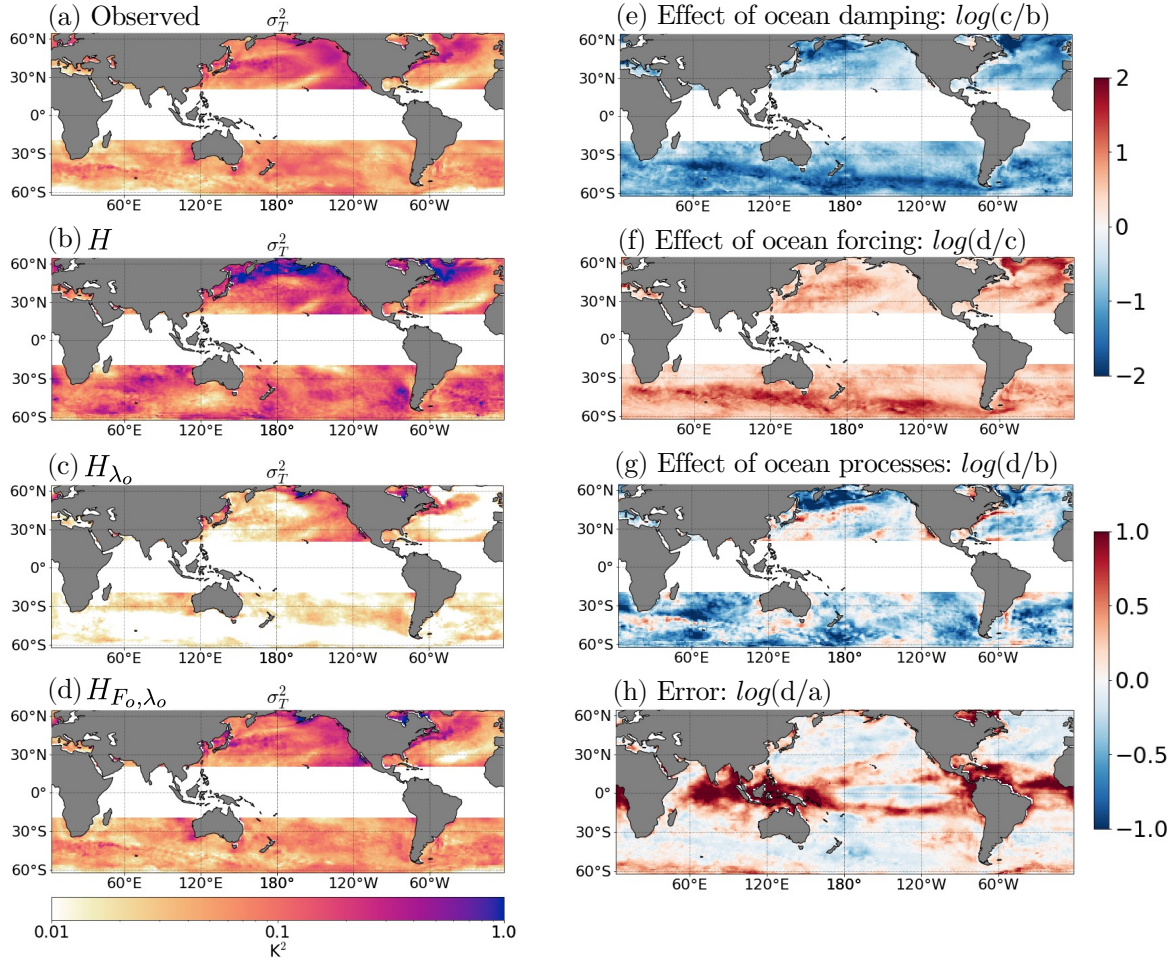 (a) Observed
σ_T^2
60°N
30°N
0°
30°S
60°S
60°E 120°E 180° 120°W 60°W
(b) H
σ_T^2
60°N
30°N
0°
30°S
60°S
60°E 120°E 180° 120°W 60°W
(c) H_{λ_o}
σ_T^2
60°N
30°N
0°
30°S
60°S
60°E 120°E 180° 120°W 60°W
(d) H_{F_o,λ_o}
σ_T^2
60°N
30°N
0°
30°S
60°S
60°E 120°E 180° 120°W 60°W
0.01 0.1 1.0
K²
(e) Effect of ocean damping: log(c/b)
60°N
30°N
0°
30°S
60°S
60°E 120°E 180° 120°W 60°W
(f) Effect of ocean forcing: log(d/c)
60°N
30°N
0°
30°S
60°S
60°E 120°E 180° 120°W 60°W
2
1
0
−1
−2
(g) Effect of ocean processes: log(d/b)
60°N
30°N
0°
30°S
60°S
60°E 120°E 180° 120°W 60°W
(h) Error: log(d/a)
60°N
30°N
0°
30°S
60°S
60°E 120°E 180° 120°W 60°W
1.0
0.5
0.0
−0.5
−1.0